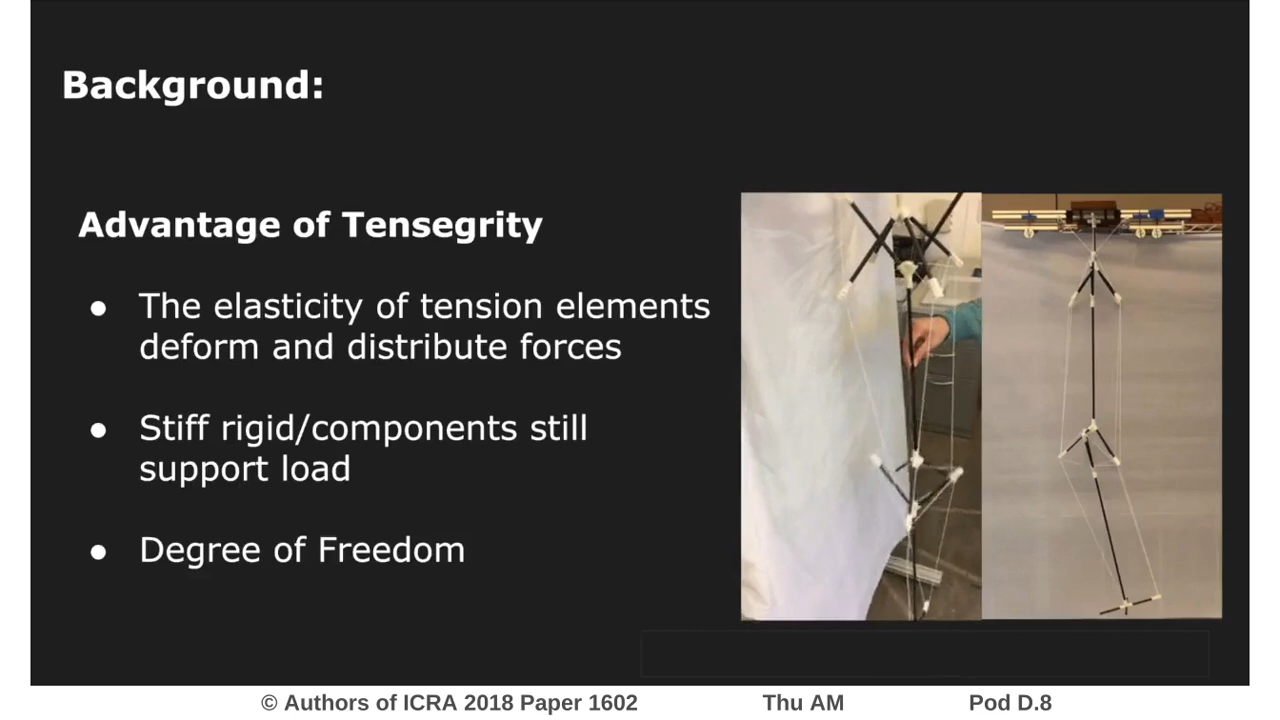 Background:
Advantage of Tensegrity
● The elasticity of tension elements
deform and distribute forces
● Stiff rigid/components still
support load
● Degree of Freedom
© Authors of ICRA 2018 Paper 1602 Thu AM Pod D.8